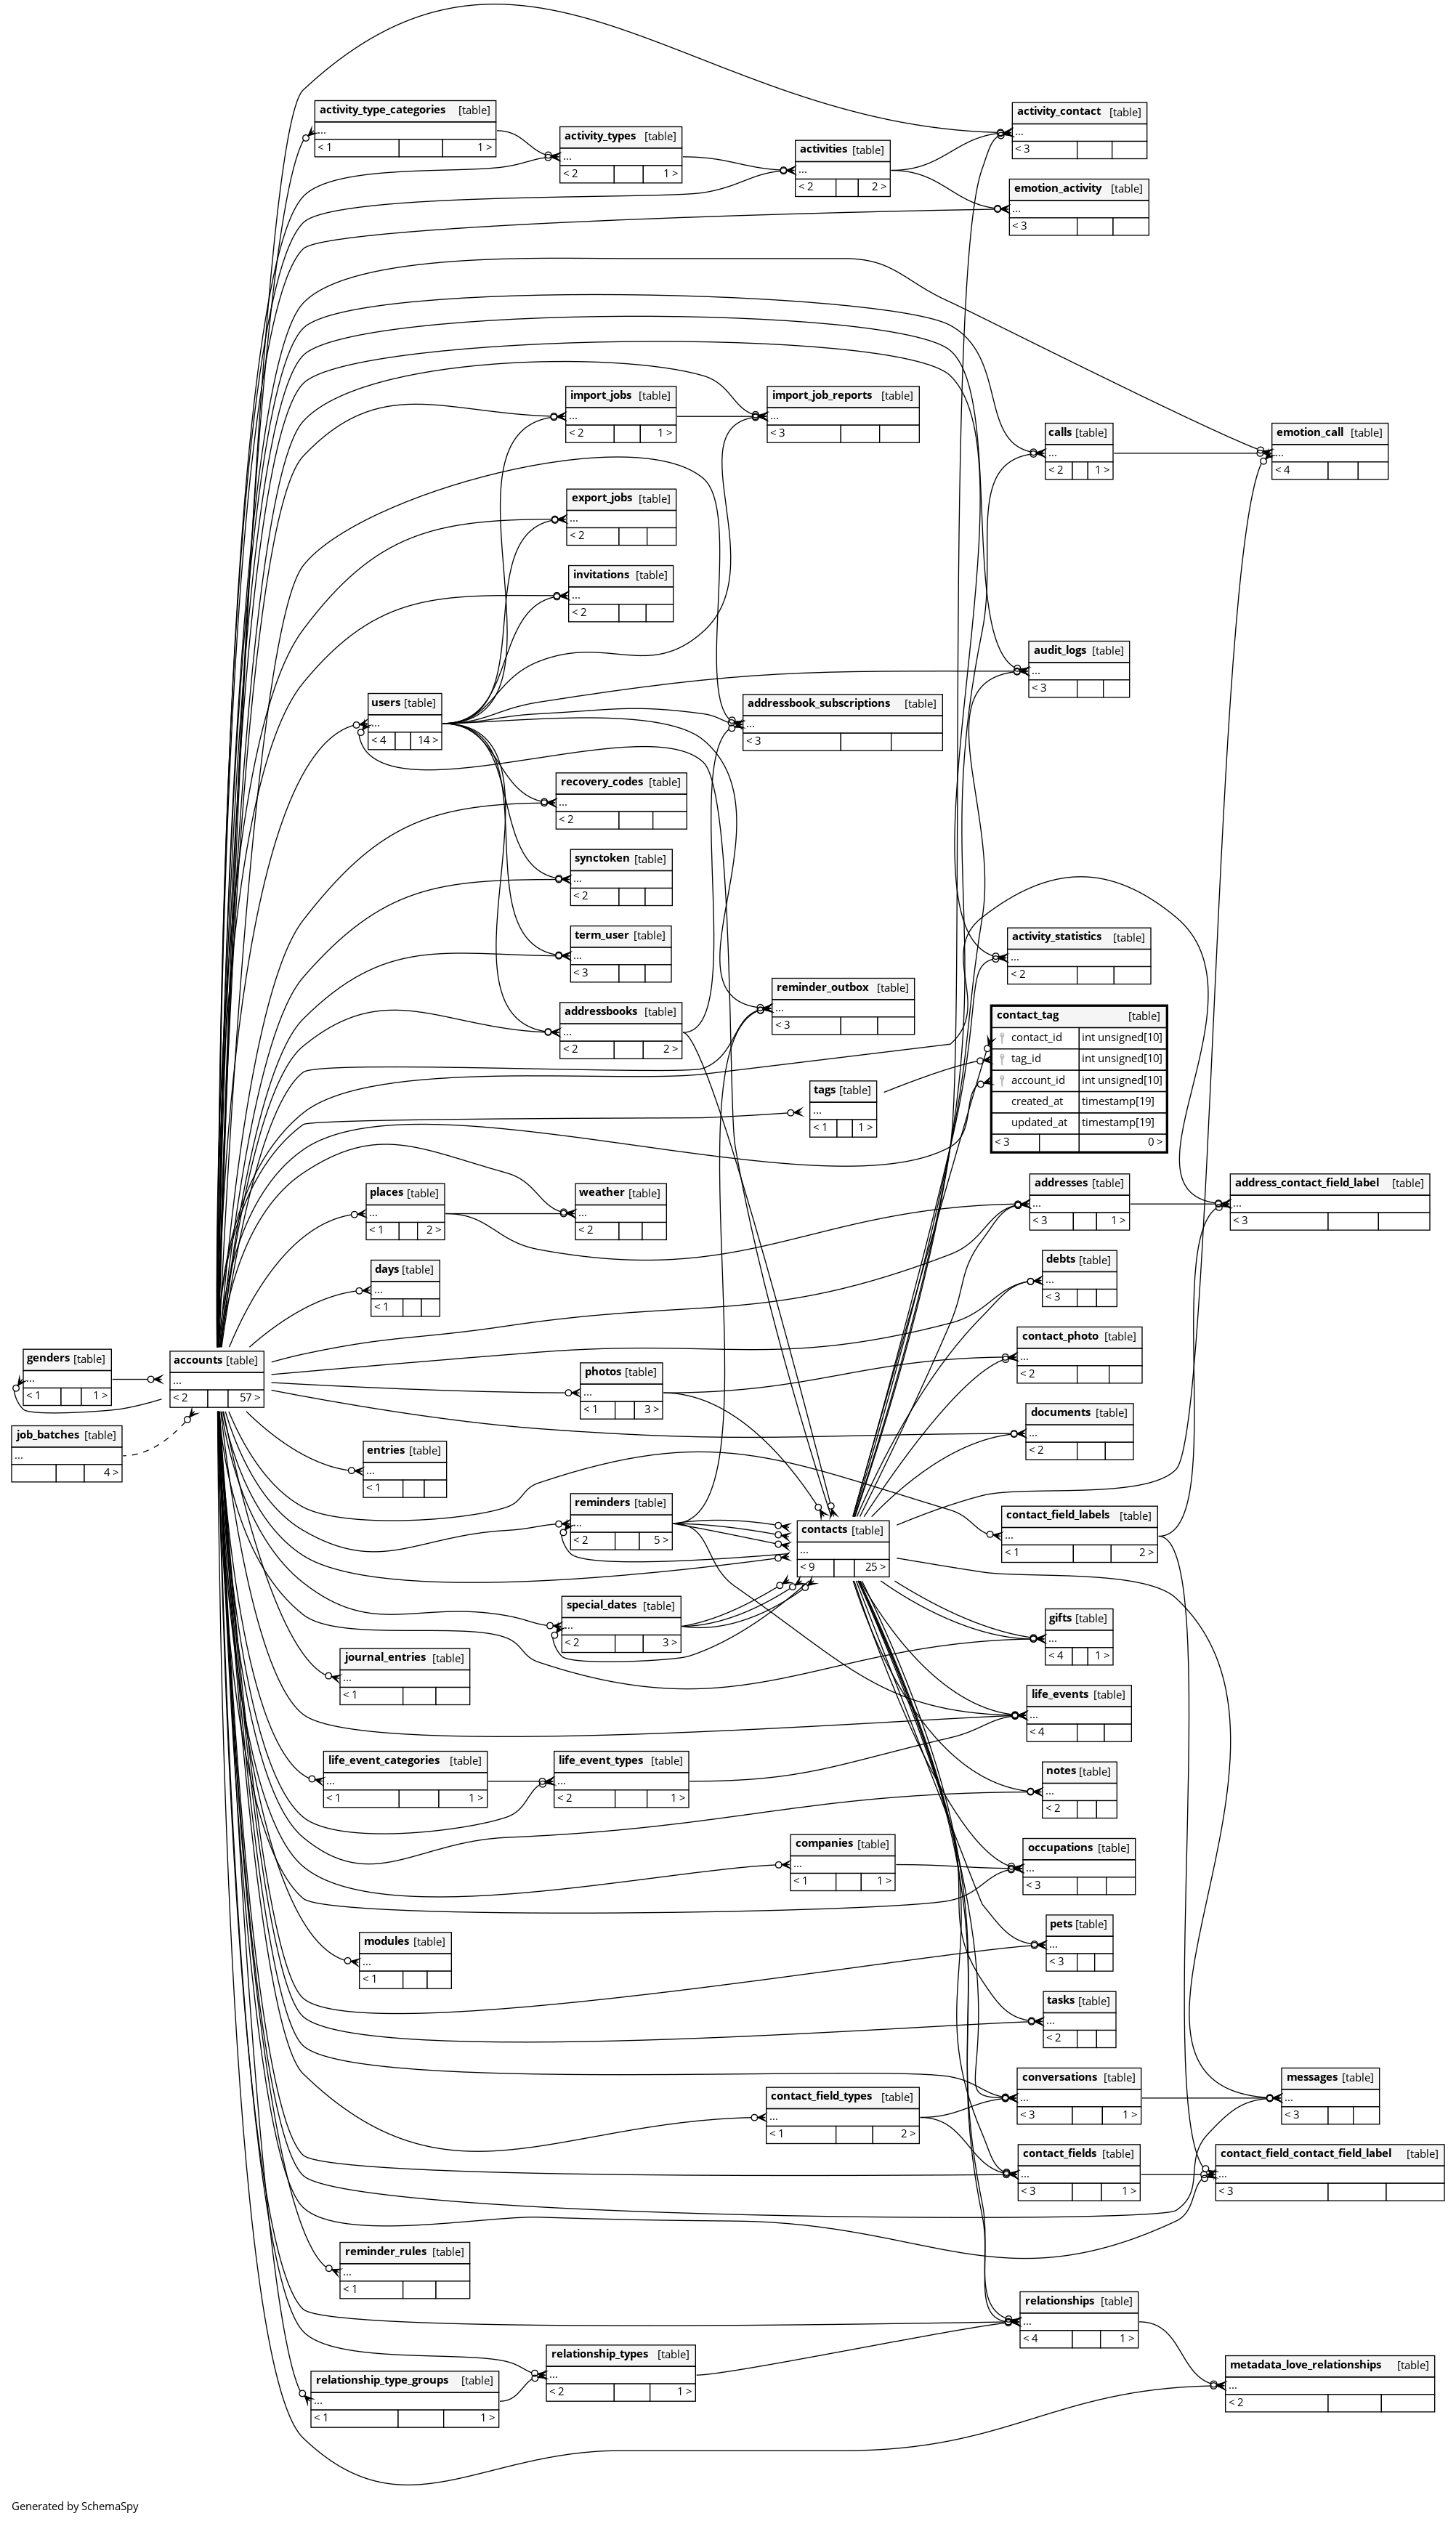 activity_type_categories [table]
...
< 1 1 >
activity_types [table]
...
< 2 1 >
activities [table]
...
< 2 2 >
activity_contact [table]
...
< 3
emotion_activity [table]
...
< 3
import_jobs [table]
...
< 2 1 >
import_job_reports [table]
...
< 3
calls [table]
...
< 2 1 >
emotion_call [table]
...
< 4
export_jobs [table]
...
< 2
invitations [table]
...
< 2
audit_logs [table]
...
< 3
users [table]
...
< 4 14 >
addressbook_subscriptions [table]
...
< 3
recovery_codes [table]
...
< 2
synctoken [table]
...
< 2
term_user [table]
...
< 3
activity_statistics [table]
...
< 2
addressbooks [table]
...
< 2 2 >
reminder_outbox [table]
...
< 3
contact_tag [table]
contact_id int unsigned[10]
tag_id int unsigned[10]
account_id int unsigned[10]
created_at timestamp[19]
updated_at timestamp[19]
< 3 0 >
tags [table]
...
< 1 1 >
places [table]
...
< 1 2 >
weather [table]
...
< 2
addresses [table]
...
< 3 1 >
address_contact_field_label [table]
...
< 3
days [table]
...
< 1
debts [table]
...
< 3
genders [table]
...
< 1 1 >
accounts [table]
...
< 2 57 >
photos [table]
...
< 1 3 >
contact_photo [table]
...
< 2
job_batches [table]
...
4 >
documents [table]
...
< 2
entries [table]
...
< 1
reminders [table]
...
< 2 5 >
contacts [table]
...
< 9 25 >
contact_field_labels [table]
...
< 1 2 >
special_dates [table]
...
< 2 3 >
gifts [table]
...
< 4 1 >
journal_entries [table]
...
< 1
life_events [table]
...
< 4
life_event_categories [table]
...
< 1 1 >
life_event_types [table]
...
< 2 1 >
notes [table]
...
< 2
companies [table]
...
< 1 1 >
occupations [table]
...
< 3
modules [table]
...
< 1
pets [table]
...
< 3
tasks [table]
...
< 2
contact_field_types [table]
...
< 1 2 >
conversations [table]
...
< 3 1 >
messages [table]
...
< 3
contact_fields [table]
...
< 3 1 >
contact_field_contact_field_label [table]
...
< 3
reminder_rules [table]
...
< 1
relationships [table]
...
< 4 1 >
relationship_type_groups [table]
...
< 1 1 >
relationship_types [table]
...
< 2 1 >
metadata_love_relationships [table]
...
< 2
Generated by SchemaSpy